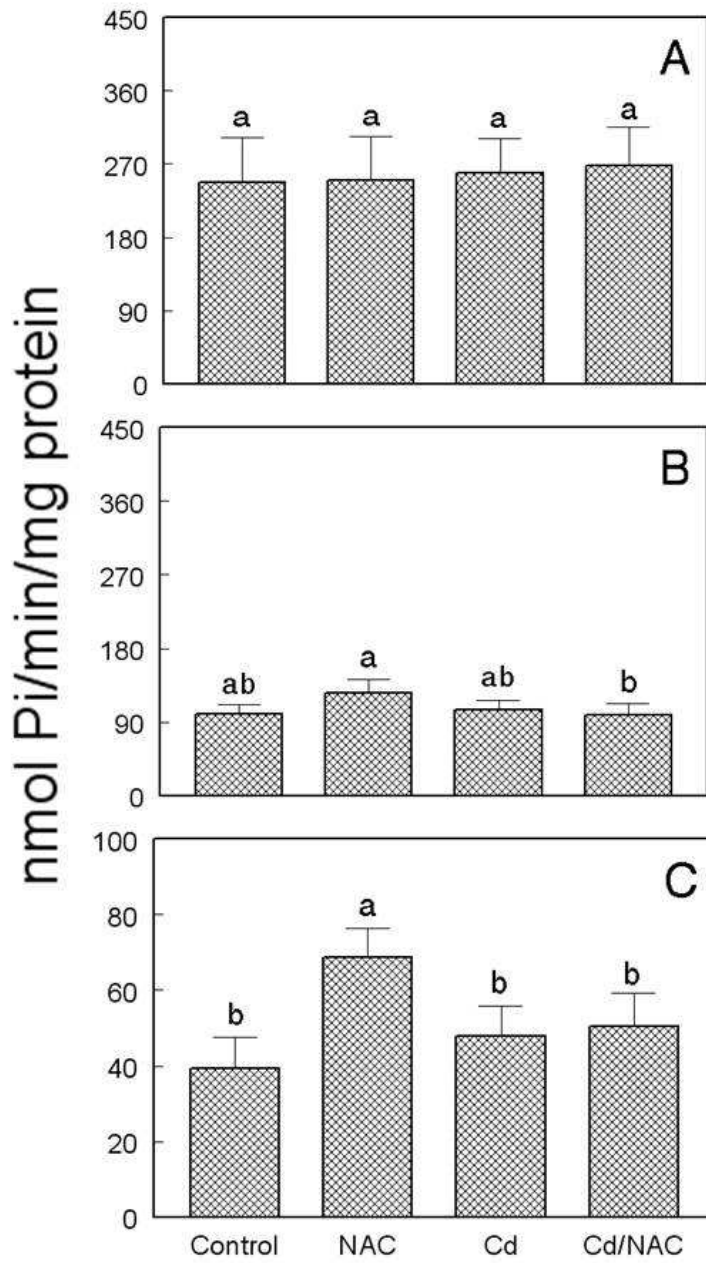 nmol Pi/min/mg protein
A
450
360
270
180
90
0
a a a a
B
450
360
270
180
90
0
ab a ab b
C
100
80
60
40
20
0
b a b b
Control NAC Cd Cd/NAC